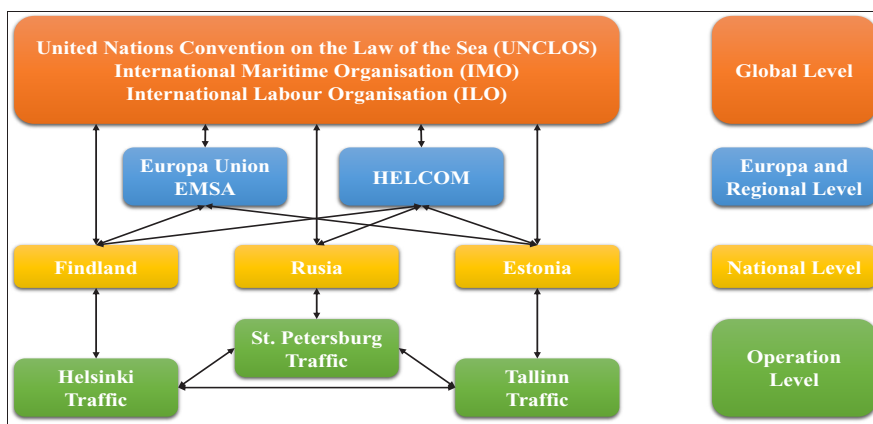 United Nations Convention on the Law of the Sea (UNCLOS)
International Maritime Organisation (IMO)
International Labour Organisation (ILO)
Global Level
Europa Union
EMSA
HELCOM
Europa and
Regional Level
Findland
Rusia
Estonia
National Level
St. Petersburg
Traffic
Helsinki
Traffic
Tallinn
Traffic
Operation
Level